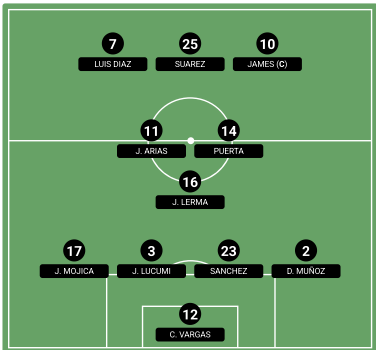 7 25 10
LUIS DIAZ SUAREZ JAMES (C)
11 14
J. ARIAS PUERTA
16
J. LERMA
17 3 23 2
J. MOJICA J. LUCUMI SANCHEZ D. MUÑOZ
12
C. VARGAS